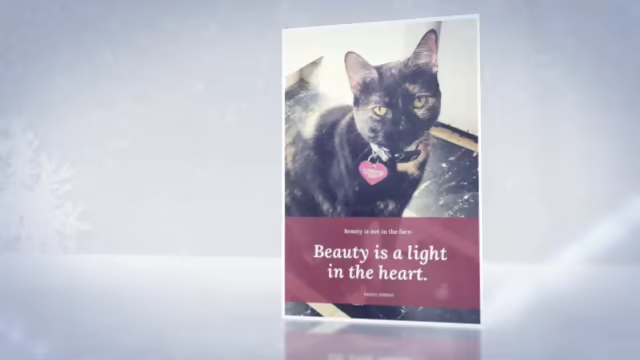 Beauty is not in the face;
Beauty is a light
in the heart.